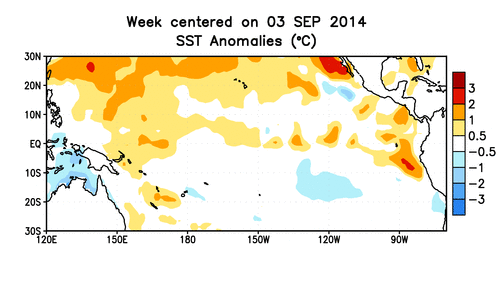 Week centered on 03 SEP 2014
SST Anomalies (°C)
30N
20N
10N
EQ
10S
20S
30S
120E 150E 180 150W 120W 90W
3
2
1
0.5
-0.5
-1
-2
-3